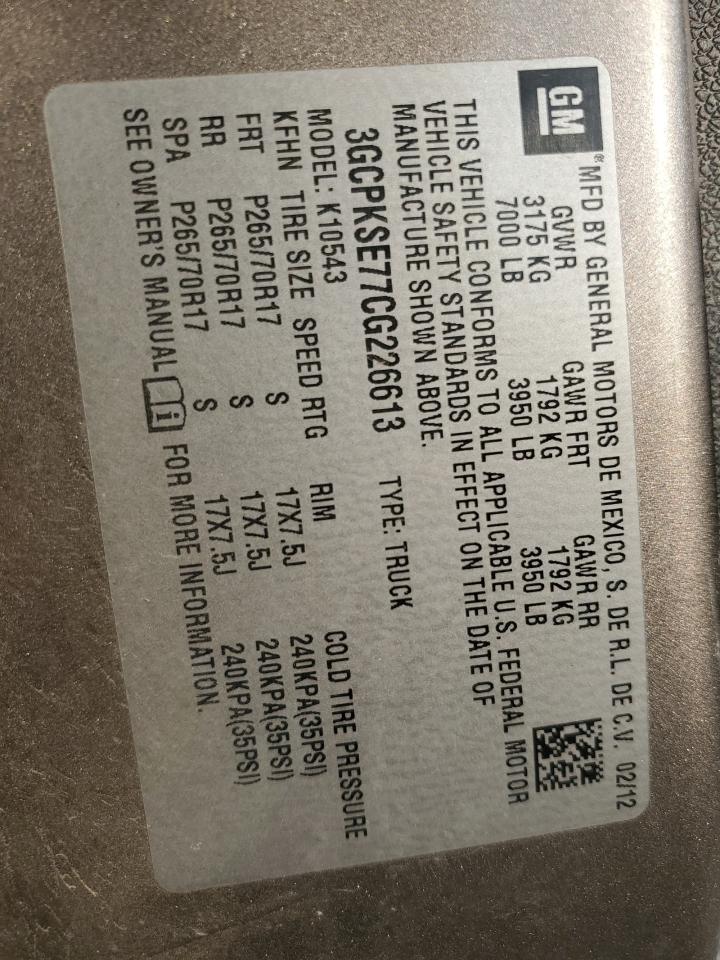 GM
® MFD BY GENERAL MOTORS DE MEXICO, S. DE R.L. DE C.V. 02/12
GVWR GAWR FRT GAWR RR
3175 KG 1792 KG 1792 KG
7000 LB 3950 LB 3950 LB
THIS VEHICLE CONFORMS TO ALL APPLICABLE U.S. FEDERAL MOTOR
VEHICLE SAFETY STANDARDS IN EFFECT ON THE DATE OF
MANUFACTURE SHOWN ABOVE.
3GCPKSE77CG226613 TYPE: TRUCK
MODEL: K10543
KFHN TIRE SIZE SPEED RTG RIM COLD TIRE PRESSURE
FRT P265/70R17 S 17X7.5J 240KPA(35PSI)
RR P265/70R17 S 17X7.5J 240KPA(35PSI)
SPA P265/70R17 S 17X7.5J 240KPA(35PSI)
SEE OWNER'S MANUAL i FOR MORE INFORMATION.